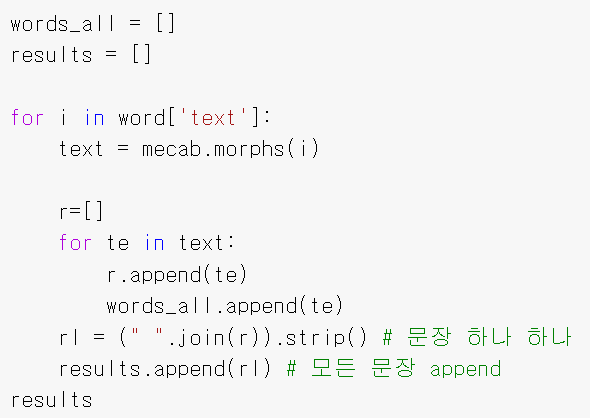 words_all = []
results = []

for i in word['text']:
    text = mecab.morphs(i)

    r=[]
    for te in text:
        r.append(te)
        words_all.append(te)
    rl = (" ".join(r)).strip() # 문장 하나 하나
    results.append(rl) # 모든 문장 append
results